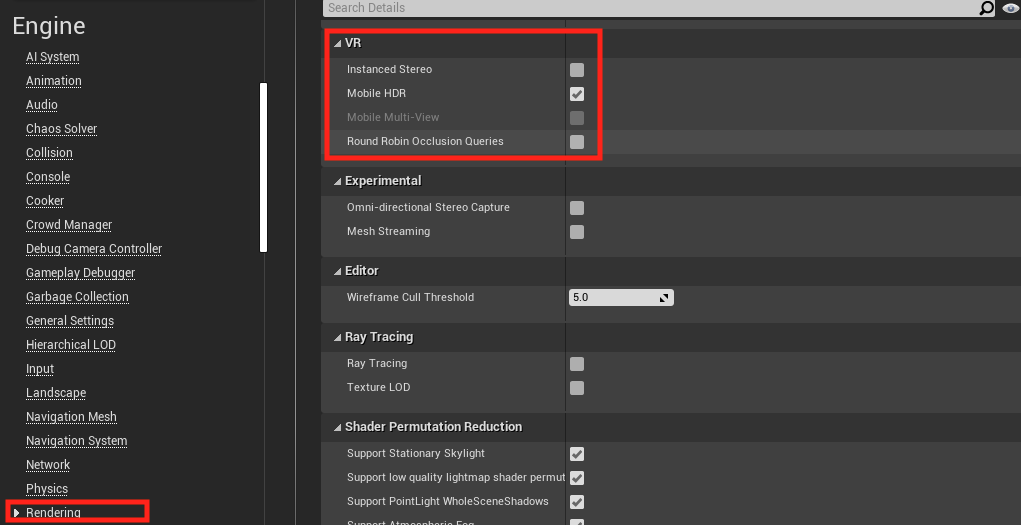 Engine
AI System
Animation
Audio
Chaos Solver
Collision
Console
Cooker
Crowd Manager
Debug Camera Controller
Gameplay Debugger
Garbage Collection
General Settings
Hierarchical LOD
Input
Landscape
Navigation Mesh
Navigation System
Network
Physics
Rendering
Search Details
VR
Instanced Stereo
Mobile HDR
Mobile Multi-View
Round Robin Occlusion Queries
Experimental
Omni-directional Stereo Capture
Mesh Streaming
Editor
Wireframe Cull Threshold
5.0
Ray Tracing
Ray Tracing
Texture LOD
Shader Permutation Reduction
Support Stationary Skylight
Support low quality lightmap shader permut
Support PointLight WholeSceneShadows
Support Atmospheric Fog